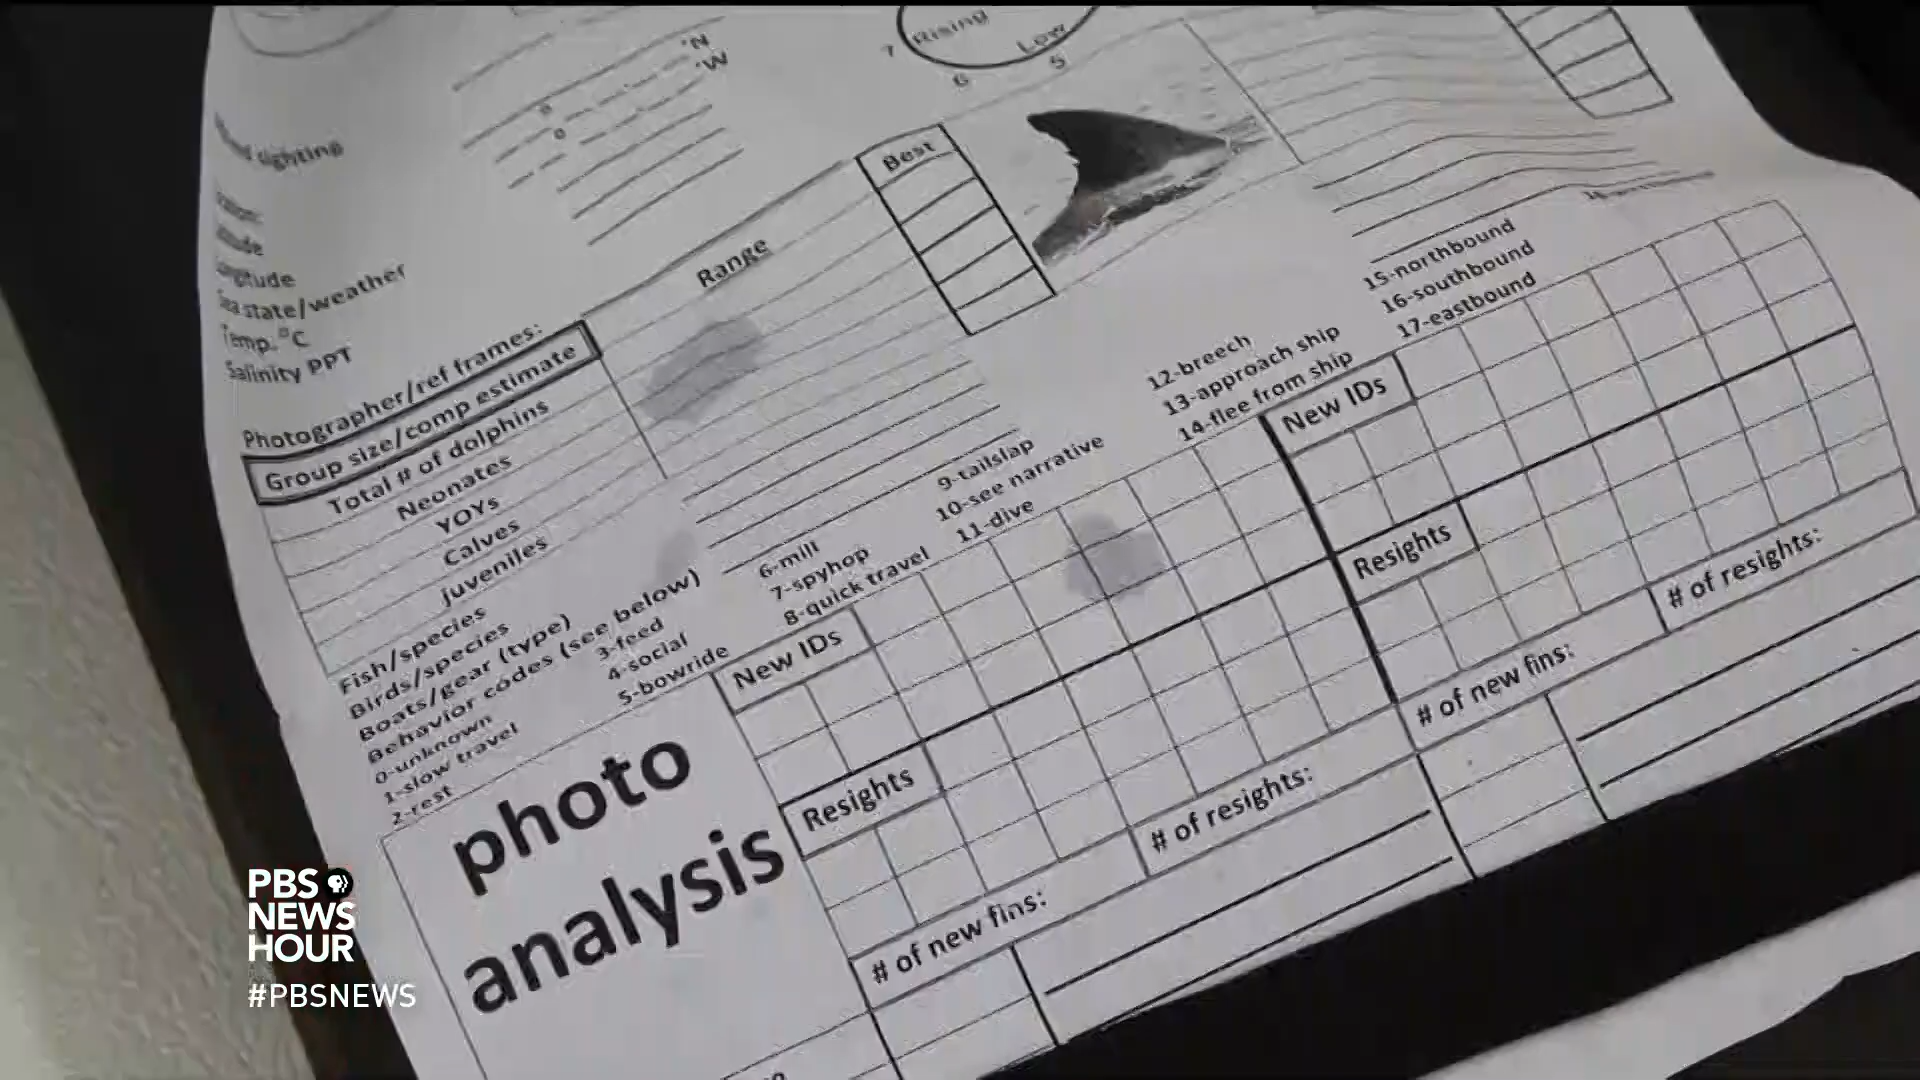 Rising
Low
7
6
5
°N
°W
sighting
Longitude
Sea state/weather
Temp. °C
Salinity PPT
Photographer/ref frames:
Group size/comp estimate
Range
Best
Total # of dolphins
Neonates
YOYs
Calves
juveniles
Fish/species
Birds/species
Boats/gear (type)
Behavior codes (see below)
0-unknown
1-slow travel
2-rest
3-feed
4-social
5-bowride
6-mill
7-spyhop
8-quick travel
9-tailslap
10-see narrative
11-dive
12-breech
13-approach ship
14-flee from ship
15-northbound
16-southbound
17-eastbound
photo
analysis
New IDs
Resights
# of new fins:
# of resights:
New IDs
Resights
# of new fins:
# of resights:
PBS
NEWS
HOUR
#PBSNEWS